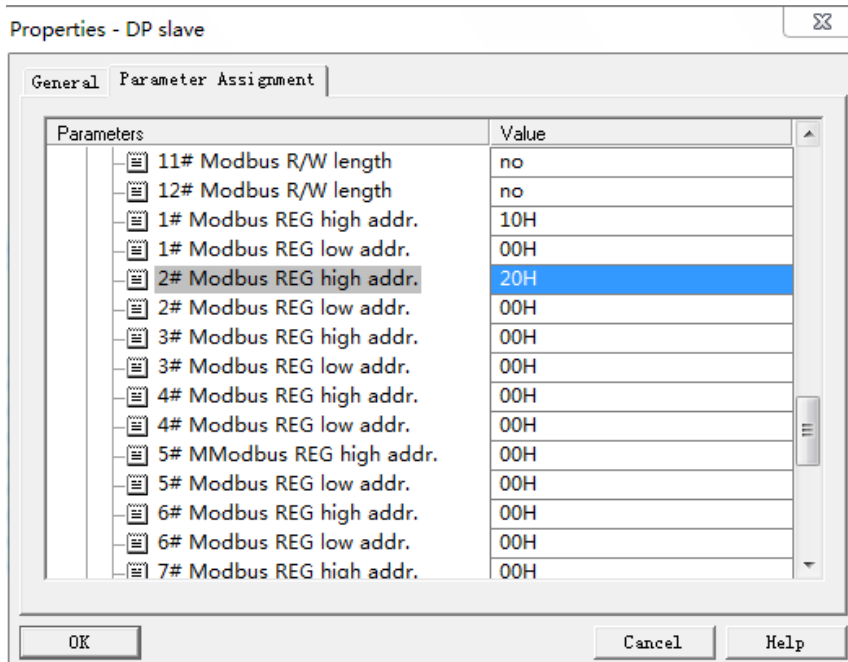 Properties - DP slave
General Parameter Assignment
Parameters Value
11# Modbus R/W length no
12# Modbus R/W length no
1# Modbus REG high addr. 10H
1# Modbus REG low addr. 00H
2# Modbus REG high addr. 20H
2# Modbus REG low addr. 00H
3# Modbus REG high addr. 00H
3# Modbus REG low addr. 00H
4# Modbus REG high addr. 00H
4# Modbus REG low addr. 00H
5# MModbus REG high addr. 00H
5# Modbus REG low addr. 00H
6# Modbus REG high addr. 00H
6# Modbus REG low addr. 00H
7# Modbus REG high addr. 00H
OK Cancel Help